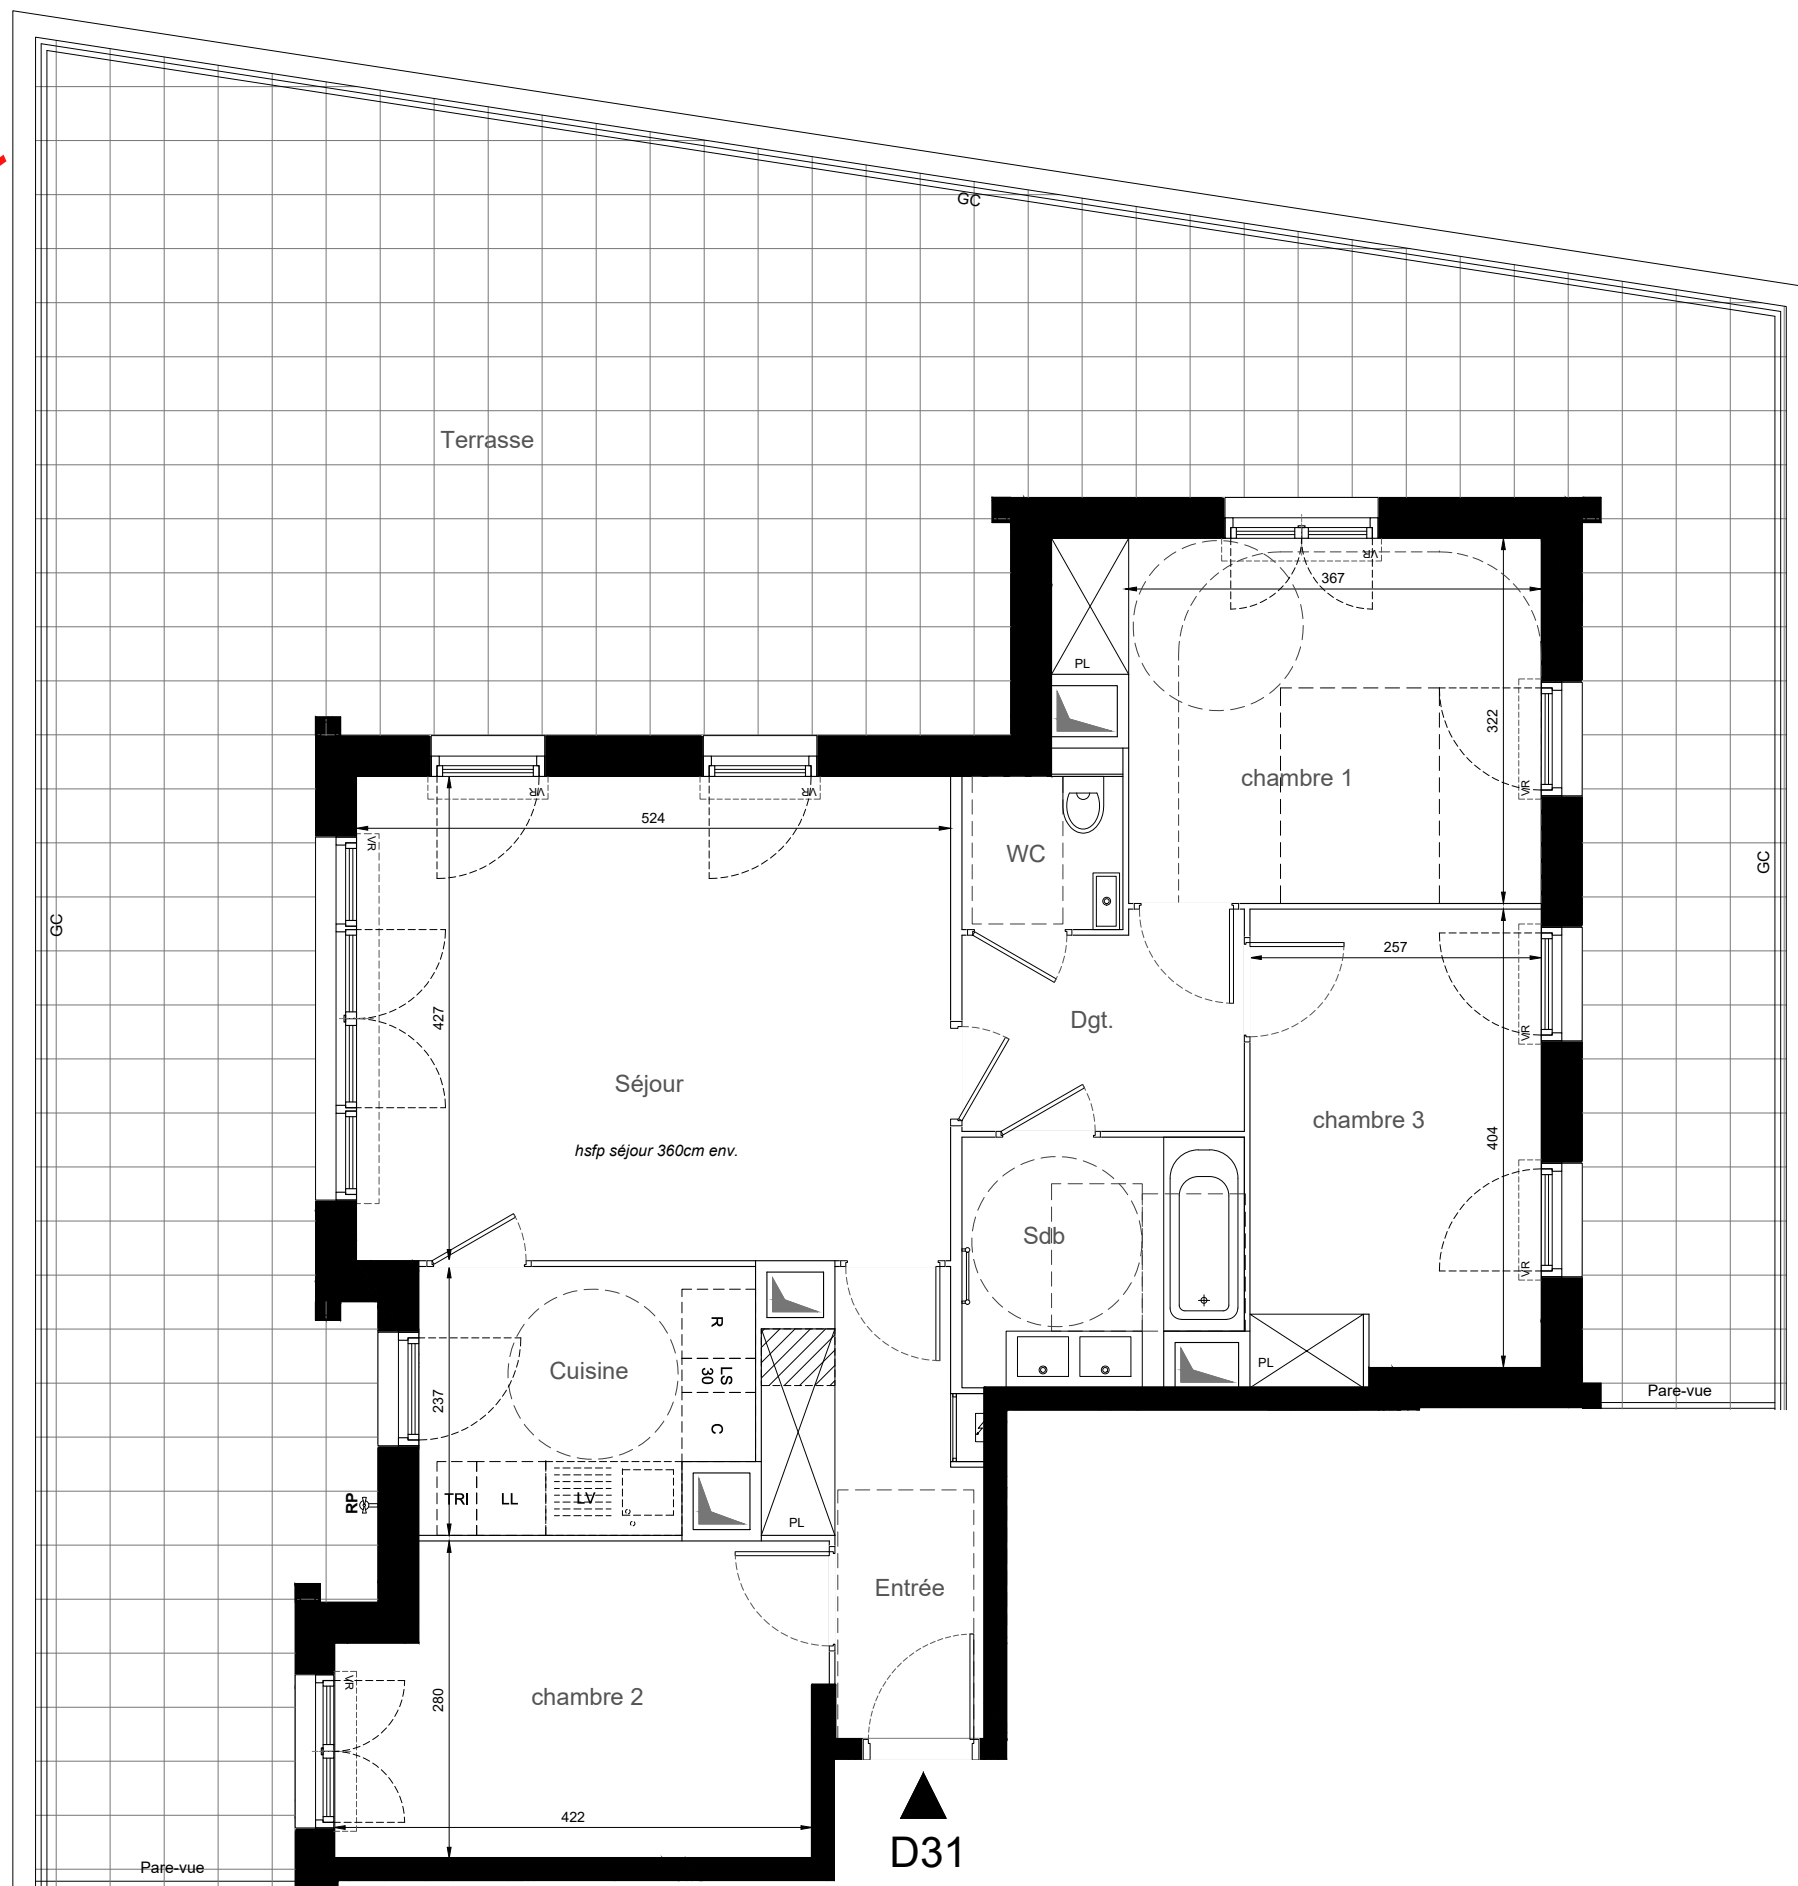 GC
Terrasse
VR
367
PL
322
chambre 1
VR
VR
VR
524
VR
WC
GC
GC
257
427
Dgt.
VR
Séjour
chambre 3
404
hsfp séjour 360cm env.
Sdb
VR
R
LS
30
C
Cuisine
237
PL
Pare-vue
RP
TRI
LL
LV
PL
Entrée
VR
280
chambre 2
422
D31
Pare-vue